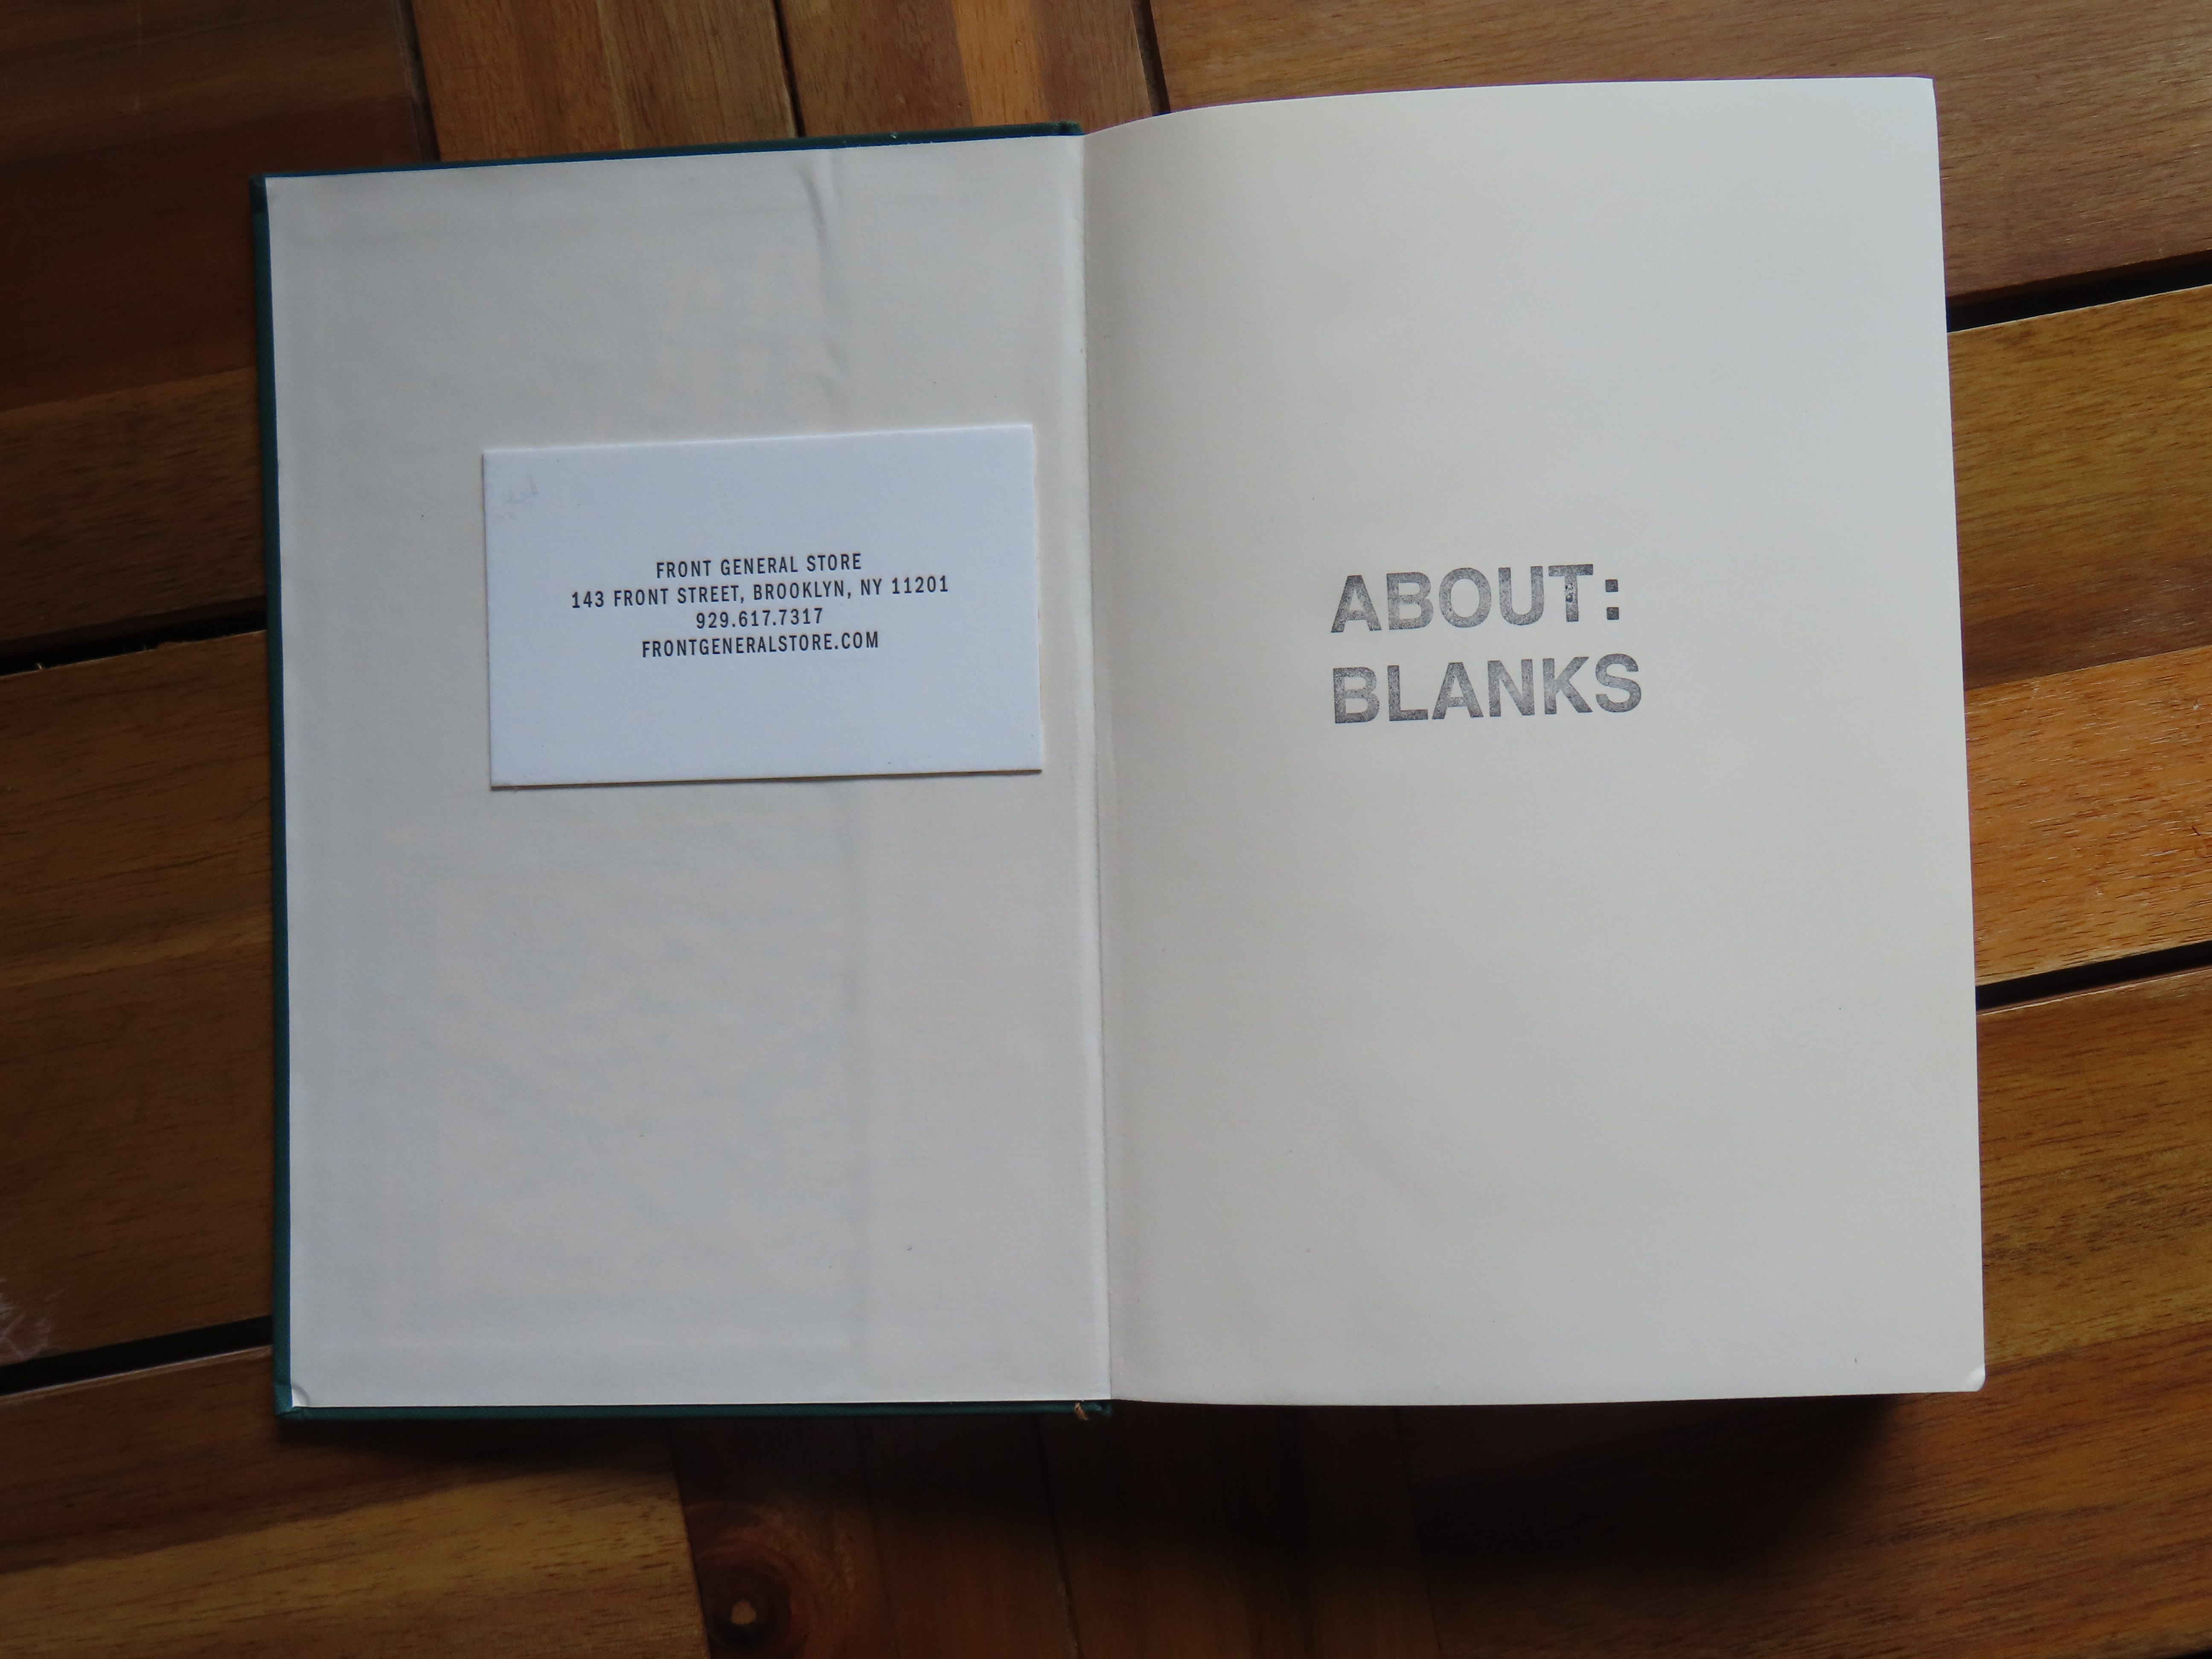 FRONT GENERAL STORE
143 FRONT STREET, BROOKLYN, NY 11201
929.617.7317
FRONTGENERALSTORE.COM
ABOUT:
BLANKS